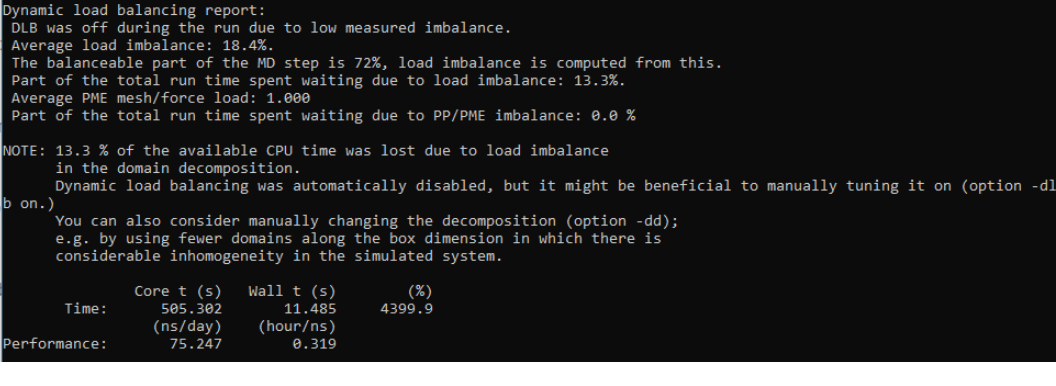 Dynamic load balancing report:
DLB was off during the run due to low measured imbalance.
Average load imbalance: 18.4%.
The balanceable part of the MD step is 72%, load imbalance is computed from this.
Part of the total run time spent waiting due to load imbalance: 13.3%.
Average PME mesh/force load: 1.000
Part of the total run time spent waiting due to PP/PME imbalance: 0.0 %
NOTE: 13.3 % of the available CPU time was lost due to load imbalance
in the domain decomposition.
Dynamic load balancing was automatically disabled, but it might be beneficial to manually tuning it on (option -dl
b on.)
You can also consider manually changing the decomposition (option -dd);
e.g. by using fewer domains along the box dimension in which there is
considerable inhomogeneity in the simulated system.
Core t (s) Wall t (s) (%)
Time: 505.302 11.485 4399.9
(ns/day) (hour/ns)
Performance: 75.247 0.319